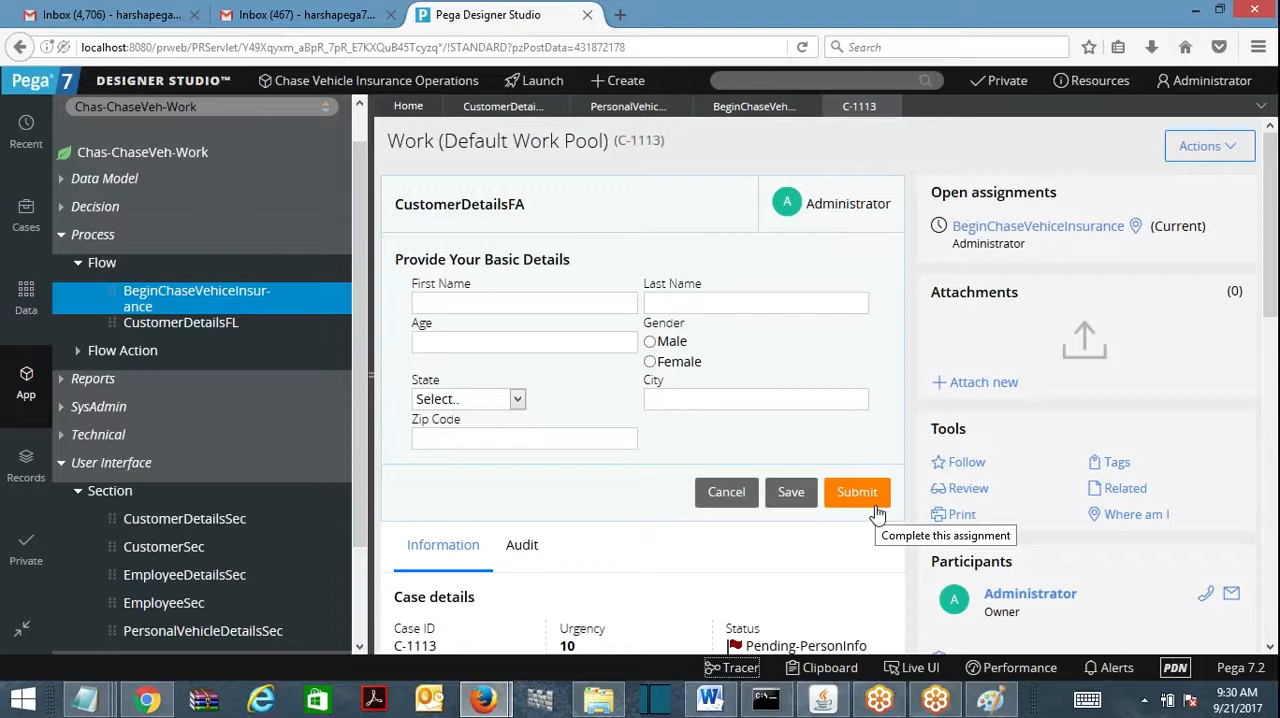 Inbox (4,706) - harshapega7...
Inbox (467) - harshapega7...
Pega Designer Studio
localhost:8080/prweb/PRServlet/Y49Xqyxm_aBpR_7pR_E7KXQuB45Tcyzq*/!STANDARD?pzPostData=431872178
Search
Pega 7
DESIGNER STUDIO™
Chase Vehicle Insurance Operations
Launch
Create
Private
Resources
Administrator
Chas-ChaseVeh-Work
Home
CustomerDetai...
PersonalVehic...
BeginChaseVeh...
C-1113
Recent
Cases
Data
App
Records
Private
Chas-ChaseVeh-Work
Data Model
Decision
Process
Flow
BeginChaseVehiceInsur-
ance
CustomerDetailsFL
Flow Action
Reports
SysAdmin
Technical
User Interface
Section
CustomerDetailsSec
CustomerSec
EmployeeDetailsSec
EmployeeSec
PersonalVehicleDetailsSec
Work (Default Work Pool) (C-1113)
Actions
CustomerDetailsFA
A Administrator
Provide Your Basic Details
First Name
Last Name
Age
Gender
Male
Female
State
City
Select..
Zip Code
Cancel
Save
Submit
Complete this assignment
Information
Audit
Case details
Case ID
Urgency
Status
C-1113
10
Pending-PersonInfo
Open assignments
BeginChaseVehiceInsurance (Current)
Administrator
Attachments (0)
Attach new
Tools
Follow
Tags
Review
Related
Print
Where am I
Participants
A
Administrator
Owner
Tracer
Clipboard
Live UI
Performance
Alerts
PDN
Pega 7.2
9:30 AM
9/21/2017